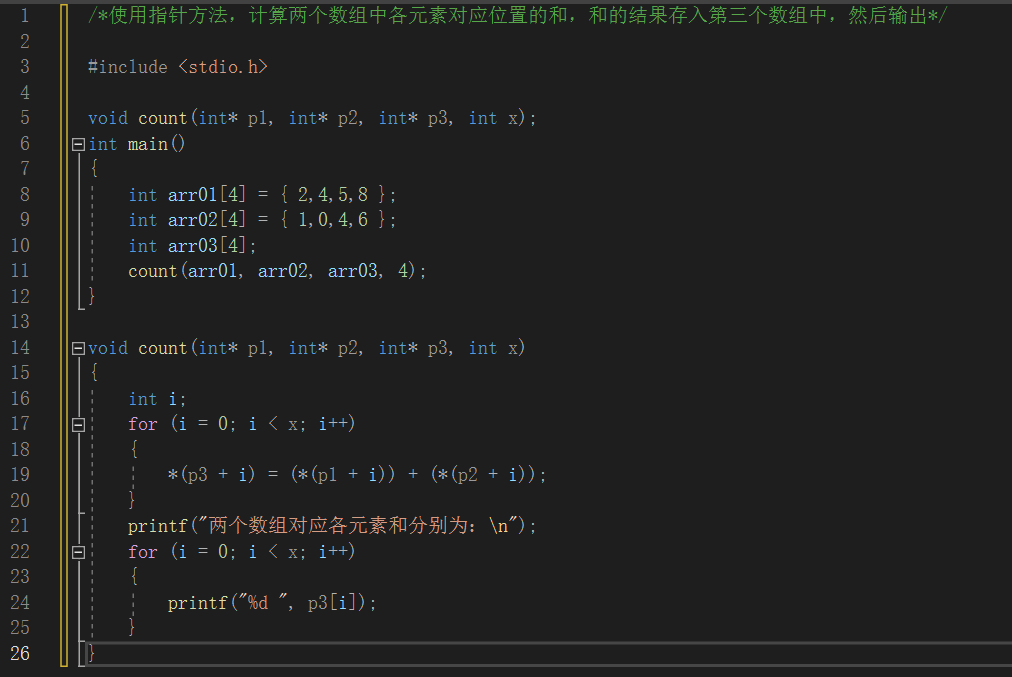 1 /*使用指针方法，计算两个数组中各元素对应位置的和，和的结果存入第三个数组中，然后输出*/
2
3 #include <stdio.h>
4
5 void count(int* p1, int* p2, int* p3, int x);
6 int main()
7 {
8 int arr01[4] = { 2,4,5,8 };
9 int arr02[4] = { 1,0,4,6 };
10 int arr03[4];
11 count(arr01, arr02, arr03, 4);
12 }
13
14 void count(int* p1, int* p2, int* p3, int x)
15 {
16 int i;
17 for (i = 0; i < x; i++)
18 {
19 *(p3 + i) = (*(p1 + i)) + (*(p2 + i));
20 }
21 printf("两个数组对应各元素和分别为：\n");
22 for (i = 0; i < x; i++)
23 {
24 printf("%d ", p3[i]);
25 }
26 }